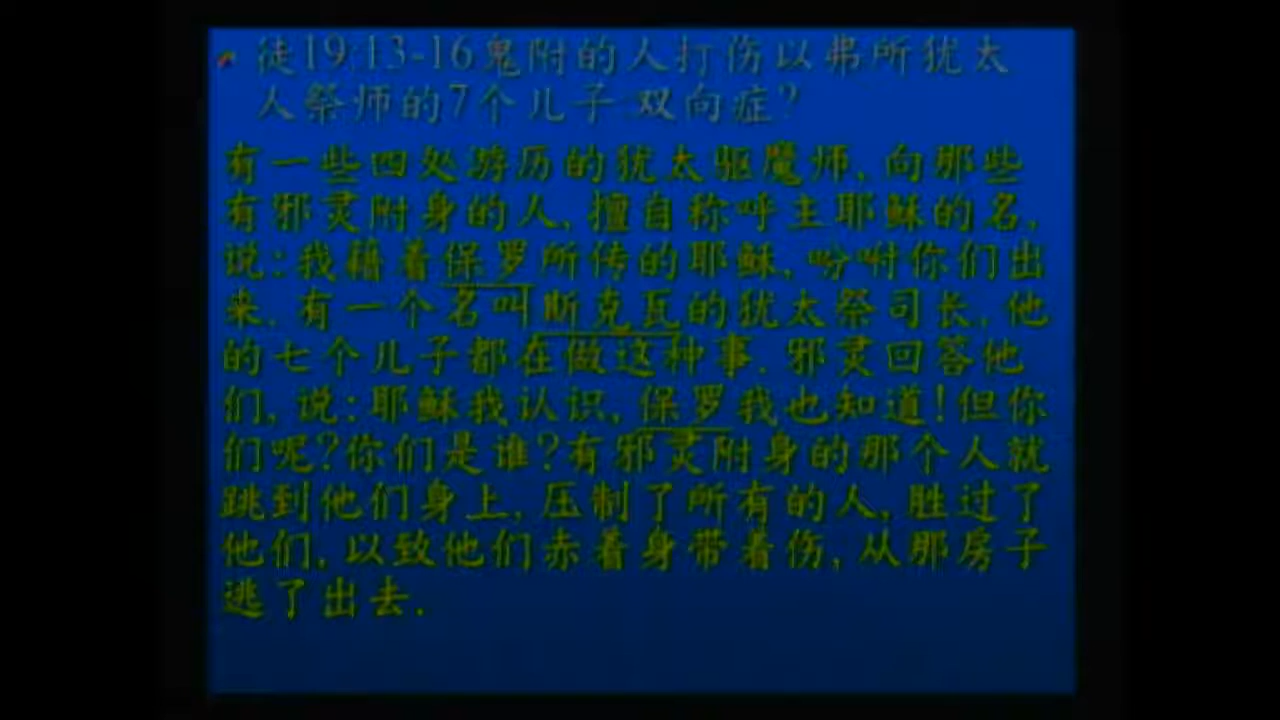 徒19:13-16鬼附的人打伤以弗所犹太
人祭师的7个儿子:双向症?
有一些四处游历的犹太驱魔师,向那些
有邪灵附身的人,擅自称呼主耶稣的名,
说:我藉着保罗所传的耶稣,吩咐你们出
来.有一个名叫斯克瓦的犹太祭司长,他
的七个儿子都在做这种事.邪灵回答他
们,说:耶稣我认识,保罗我也知道!但你
们呢?你们是谁?有邪灵附身的那个人就
跳到他们身上,压制了所有的人,胜过了
他们,以致他们赤着身带着伤,从那房子
逃了出去.